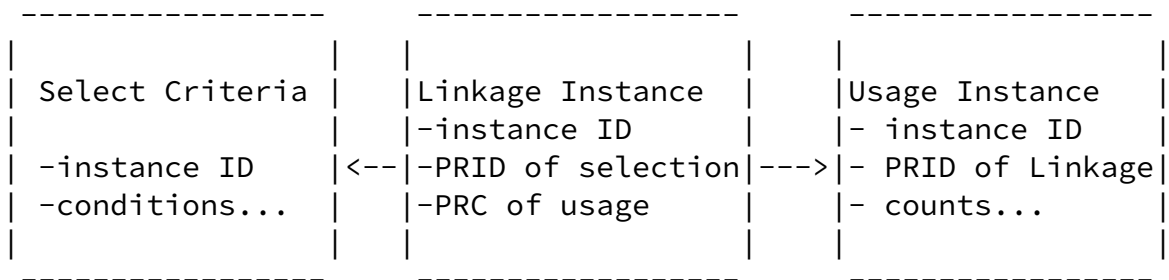 Select Criteria | Linkage Instance | Usage Instance
-instance ID | - instance ID
-instance ID |<--|-PRID of selection|--->|- PRID of Linkage|
-conditions... | -PRC of usage | - counts...